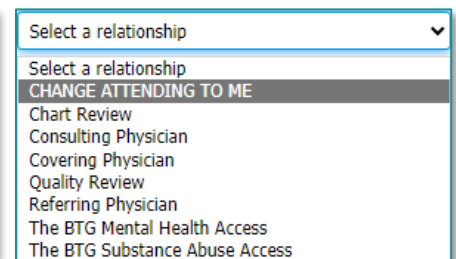 Select a relationship
Select a relationship
CHANGE ATTENDING TO ME
Chart Review
Consulting Physician
Covering Physician
Quality Review
Referring Physician
The BTG Mental Health Access
The BTG Substance Abuse Access